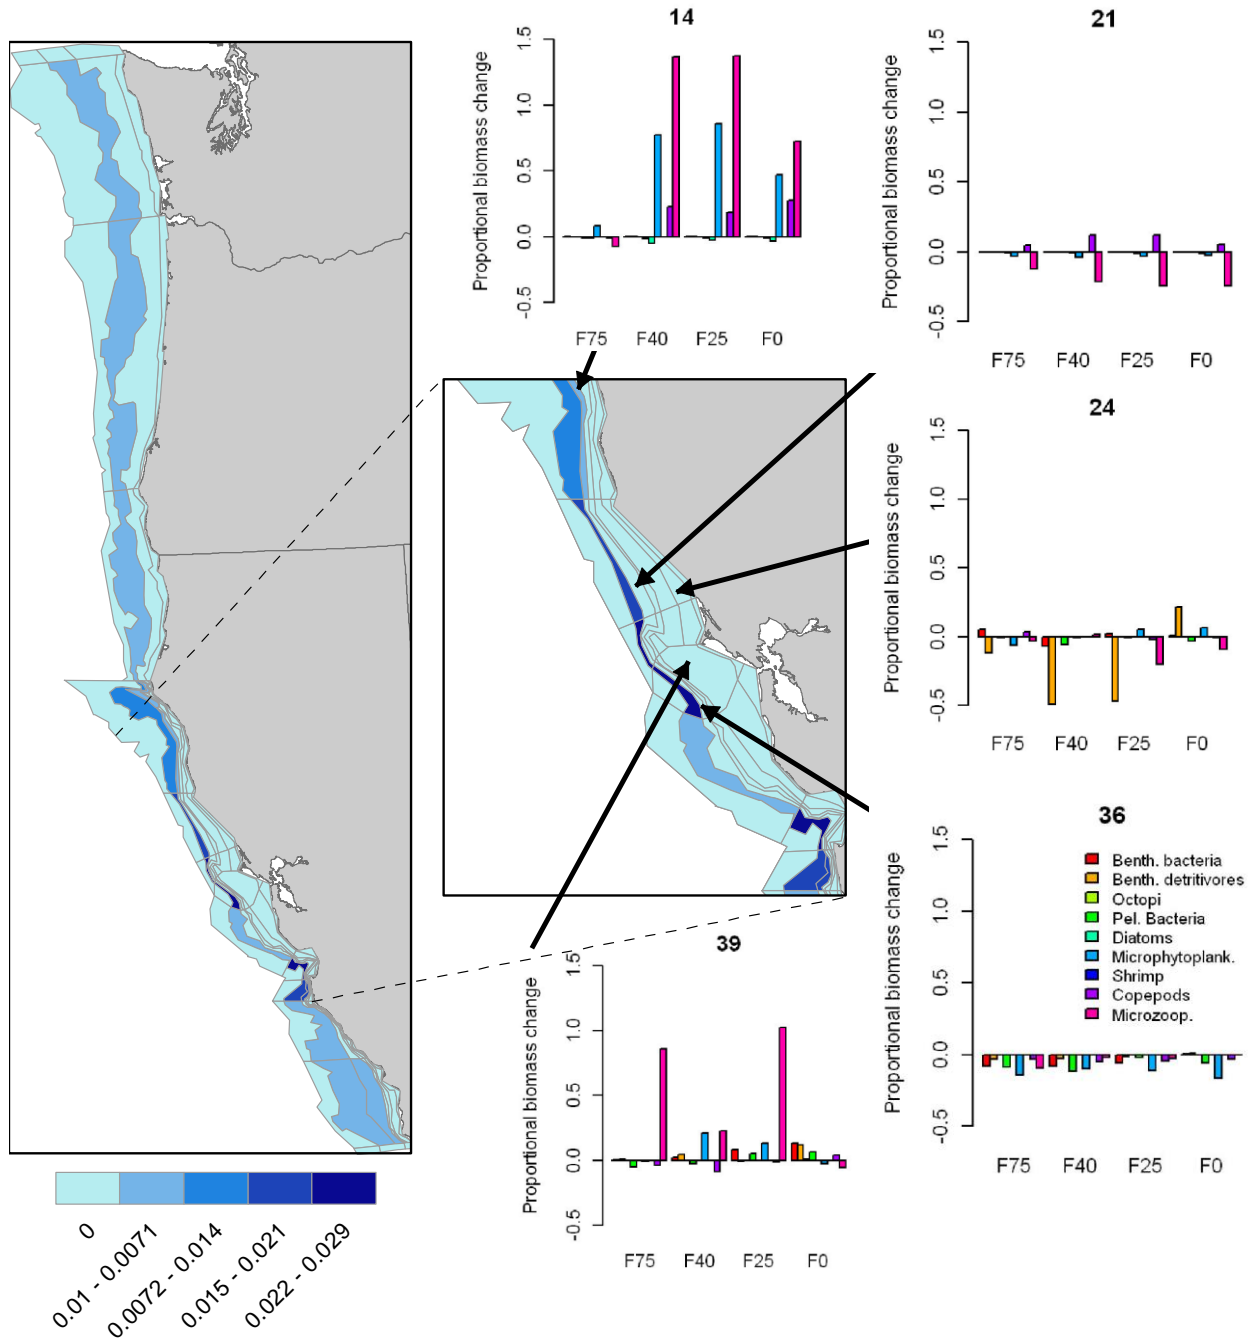 14
Proportional biomass change
1.5
1.0
0.5
0.0
-0.5
F75 F40 F25 F0
21
Proportional biomass change
1.5
1.0
0.5
0.0
-0.5
F75 F40 F25 F0
24
Proportional biomass change
1.5
1.0
0.5
0.0
-0.5
F75 F40 F25 F0
36
Proportional biomass change
1.5
1.0
0.5
0.0
-0.5
Benth. bacteria
Benth. detritivores
Octopi
Pel. Bacteria
Diatoms
Microphytoplank.
Shrimp
Copepods
Microzoop.
F75 F40 F25 F0
39
Proportional biomass change
1.5
1.0
0.5
0.0
-0.5
F75 F40 F25 F0
0
0.01 - 0.0071
0.0072 - 0.014
0.015 - 0.021
0.022 - 0.029